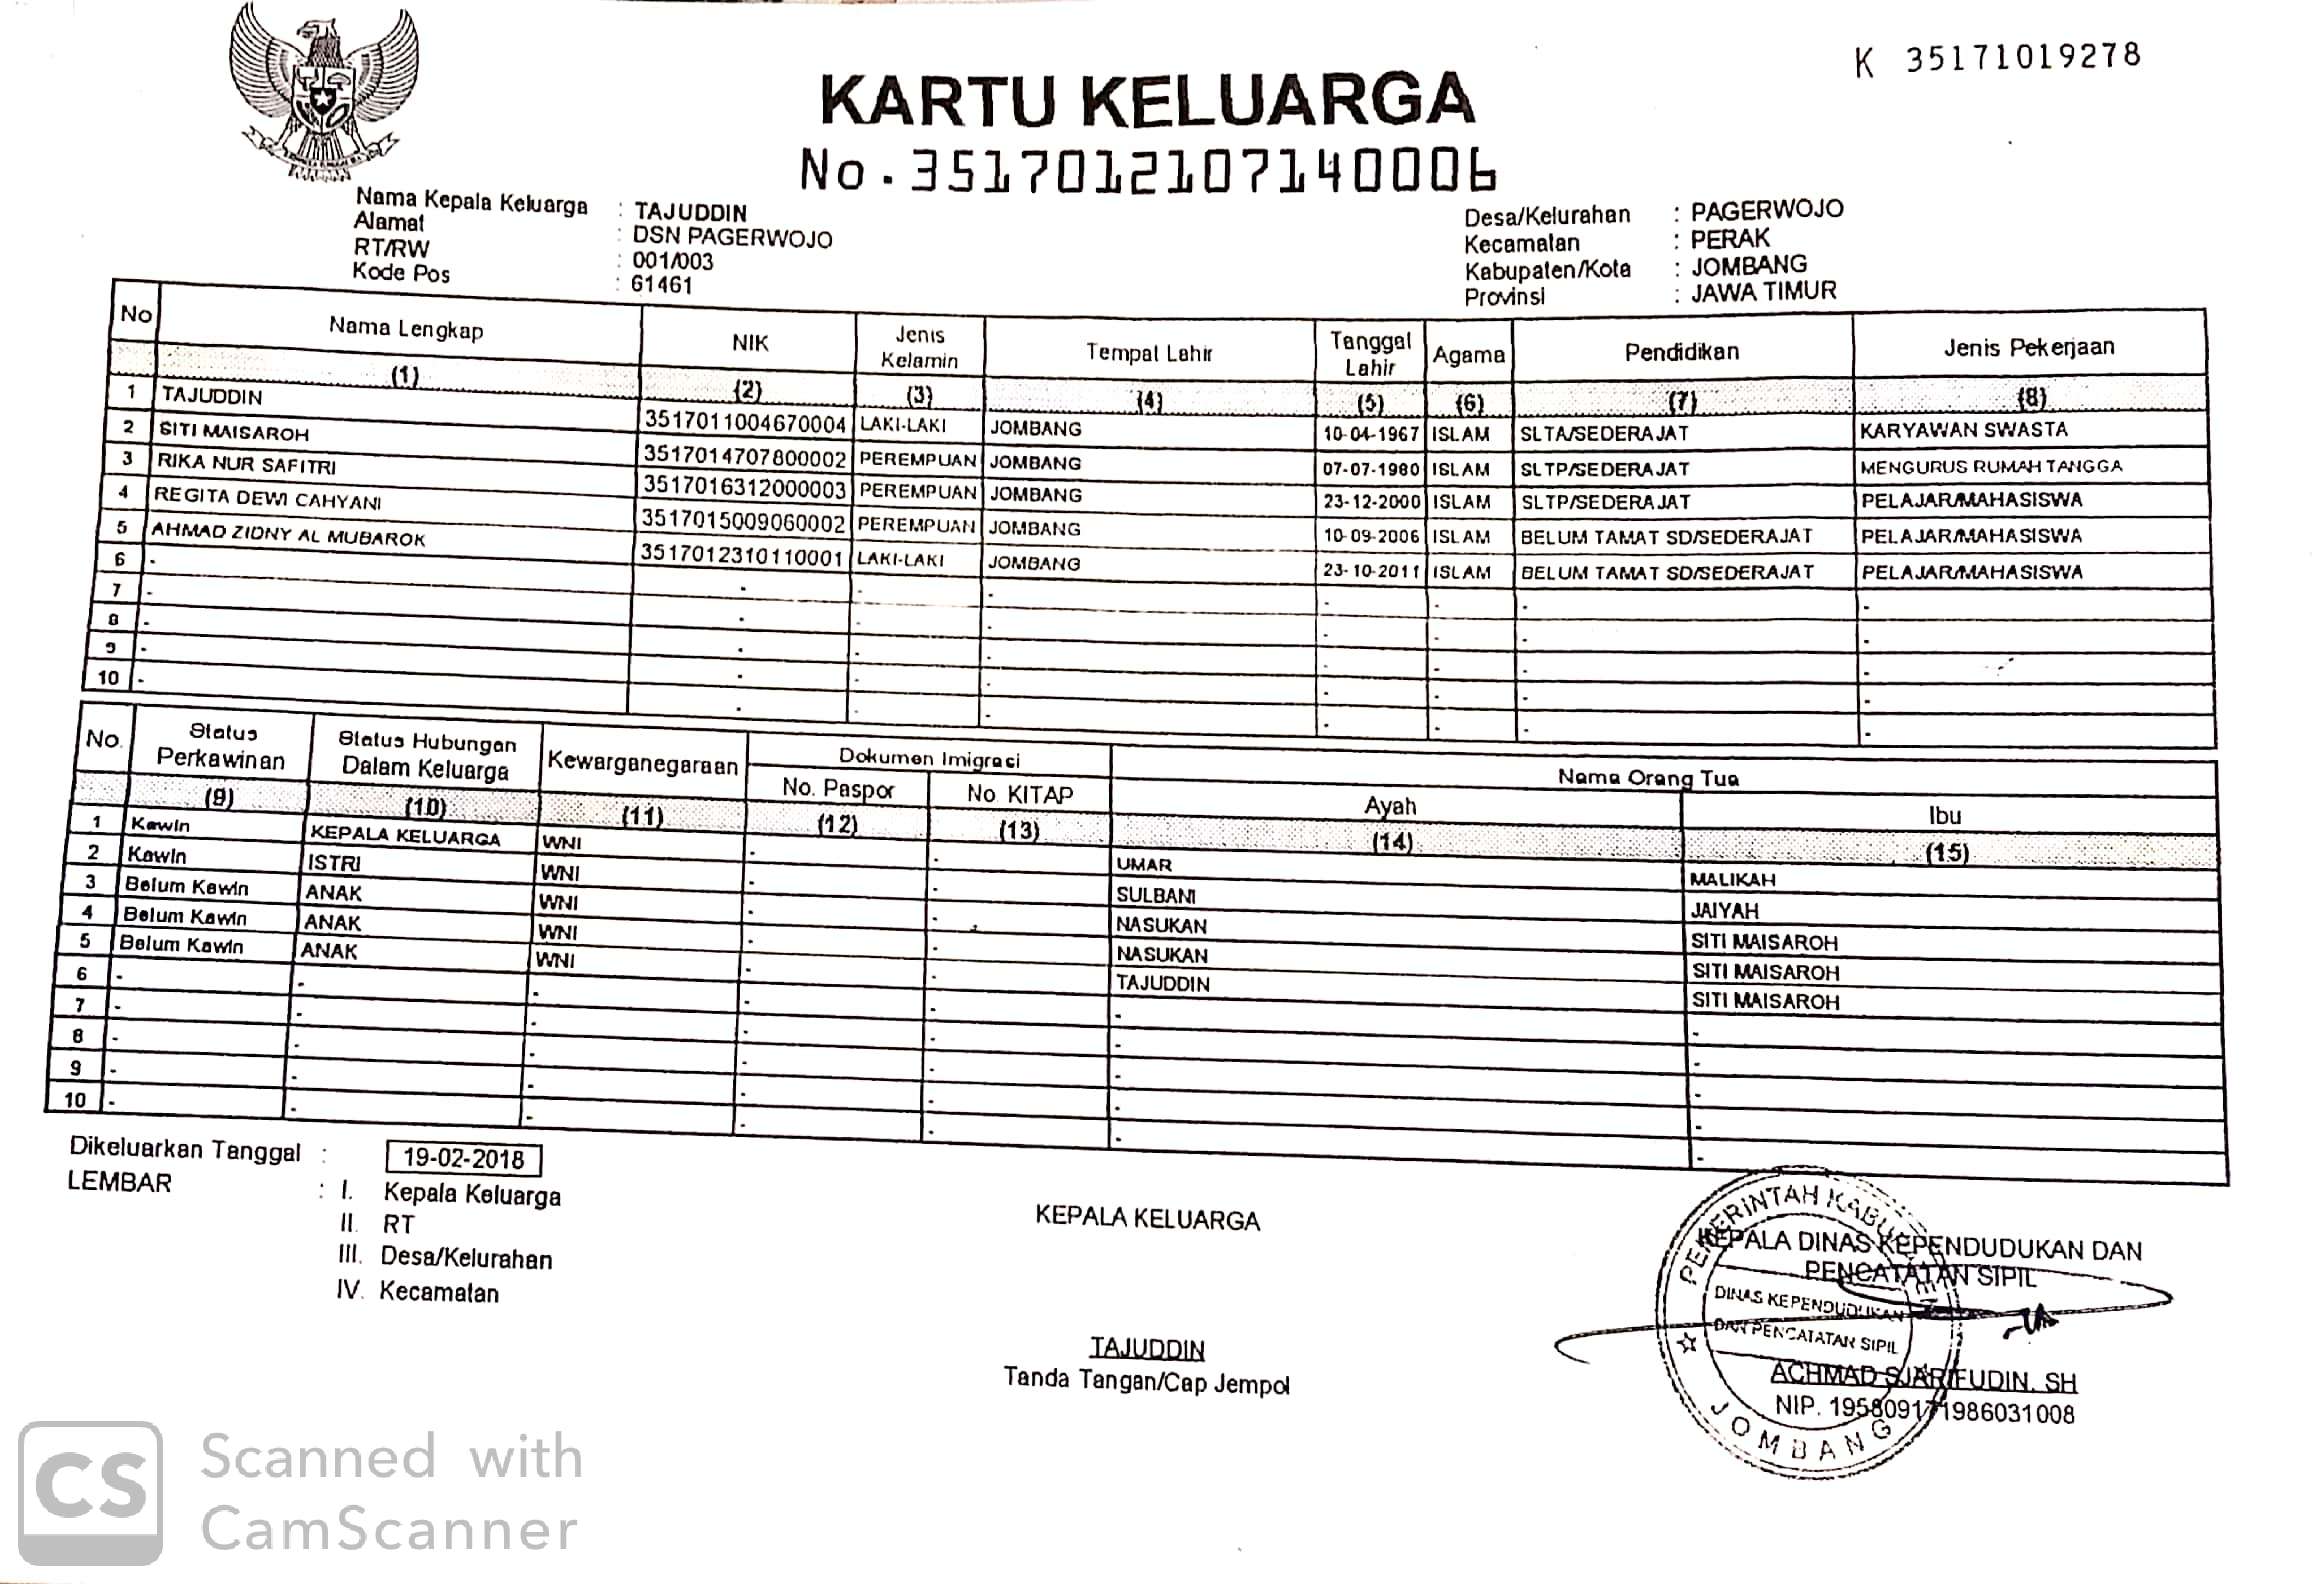 K 35171019278
KARTU KELUARGA
No.3517012107140006
Nama Kepala Keluarga : TAJUDDIN
Alamat : DSN PAGERWOJO
RT/RW : 001/003
Kode Pos : 61461
Desa/Kelurahan : PAGERWOJO
Kecamatan : PERAK
Kabupaten/Kota : JOMBANG
Provinsi : JAWA TIMUR
No Nama Lengkap NIK Jenis Kelamin Tempat Lahir Tanggal Lahir Agama Pendidikan Jenis Pekerjaan
(1) (2) (3) (4) (5) (6) (7) (8)
1 TAJUDDIN 3517011004670004 LAKI-LAKI JOMBANG 10-04-1967 ISLAM SLTA/SEDERAJAT KARYAWAN SWASTA
2 SITI MAISAROH 3517014707800002 PEREMPUAN JOMBANG 07-07-1980 ISLAM SLTP/SEDERAJAT MENGURUS RUMAH TANGGA
3 RIKA NUR SAFITRI 3517016312000003 PEREMPUAN JOMBANG 23-12-2000 ISLAM SLTP/SEDERAJAT PELAJAR/MAHASISWA
4 REGITA DEWI CAHYANI 3517015009060002 PEREMPUAN JOMBANG 10-09-2006 ISLAM BELUM TAMAT SD/SEDERAJAT PELAJAR/MAHASISWA
5 AHMAD ZIDNY AL MUBAROK 3517012310110001 LAKI-LAKI JOMBANG 23-10-2011 ISLAM BELUM TAMAT SD/SEDERAJAT PELAJAR/MAHASISWA
6 - - - - - - - -
7 - - - - - - - -
8 - - - - - - - -
9 - - - - - - - -
10 - - - - - - - -
No. Status Perkawinan Status Hubungan Dalam Keluarga Kewarganegaraan Dokumen Imigrasi Nama Orang Tua
No. Paspor No. KITAP Ayah Ibu
(9) (10) (11) (12) (13) (14) (15)
1 Kawin KEPALA KELUARGA WNI - - UMAR MALIKAH
2 Kawin ISTRI WNI - - SULBANI JAIYAH
3 Belum Kawin ANAK WNI - - NASUKAN SITI MAISAROH
4 Belum Kawin ANAK WNI - - NASUKAN SITI MAISAROH
5 Belum Kawin ANAK WNI - - TAJUDDIN SITI MAISAROH
6 - - - - - - -
7 - - - - - - -
8 - - - - - - -
9 - - - - - - -
10 - - - - - - -
Dikeluarkan Tanggal : 19-02-2018
LEMBAR : I. Kepala Keluarga
II. RT
III. Desa/Kelurahan
IV. Kecamatan
KEPALA KELUARGA
TAJUDDIN
Tanda Tangan/Cap Jempol
KEPALA DINAS KEPENDUDUKAN DAN
PENCATATAN SIPIL
PEMERINTAH KABUPATEN
DINAS KEPENDUDUKAN
DAN PENCATATAN SIPIL
JOMBANG
ACHMAD SJARIFUDIN, SH
NIP. 195809171986031008
CS
Scanned with
CamScanner